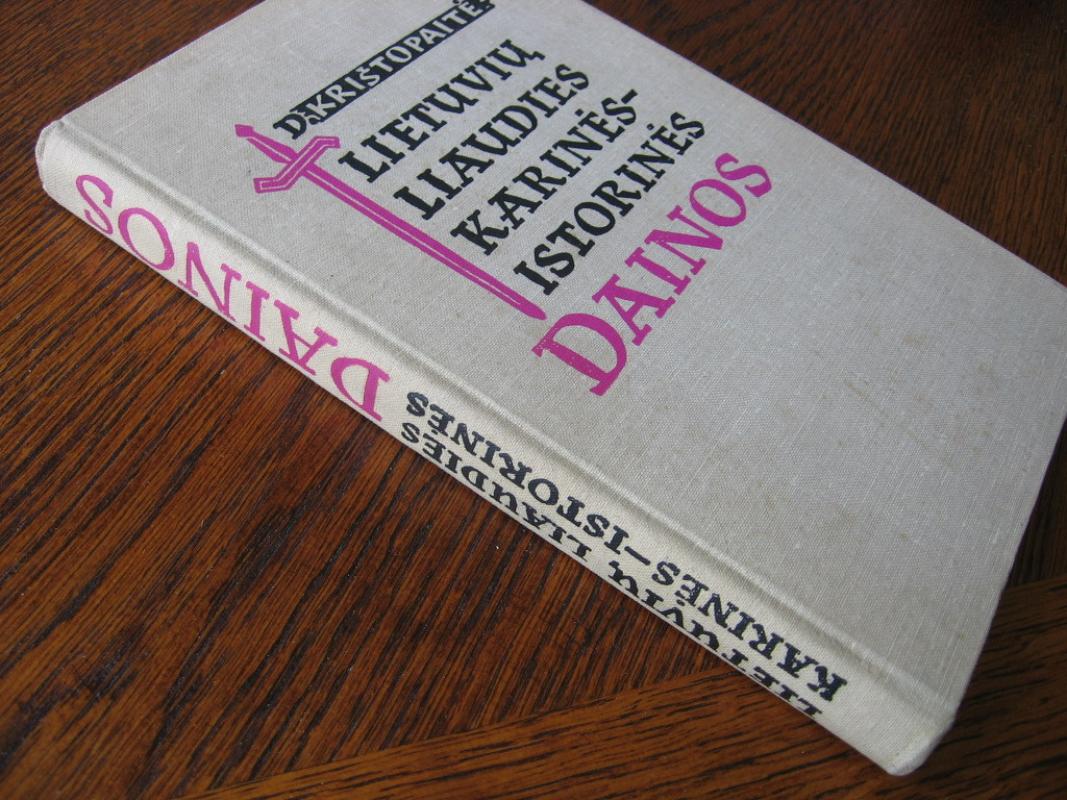 D. KRIŠTOPAITĖ
LIETUVIŲ
LIAUDIES
KARINĖS-
ISTORINĖS
DAINOS
LIETUVIŲ LIAUDIES
KARINĖS-ISTORINĖS
DAINOS